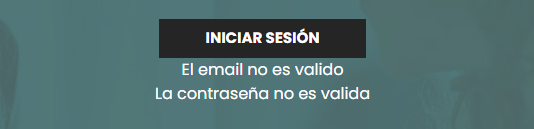 INICIAR SESIÓN
El email no es valido
La contraseña no es valida